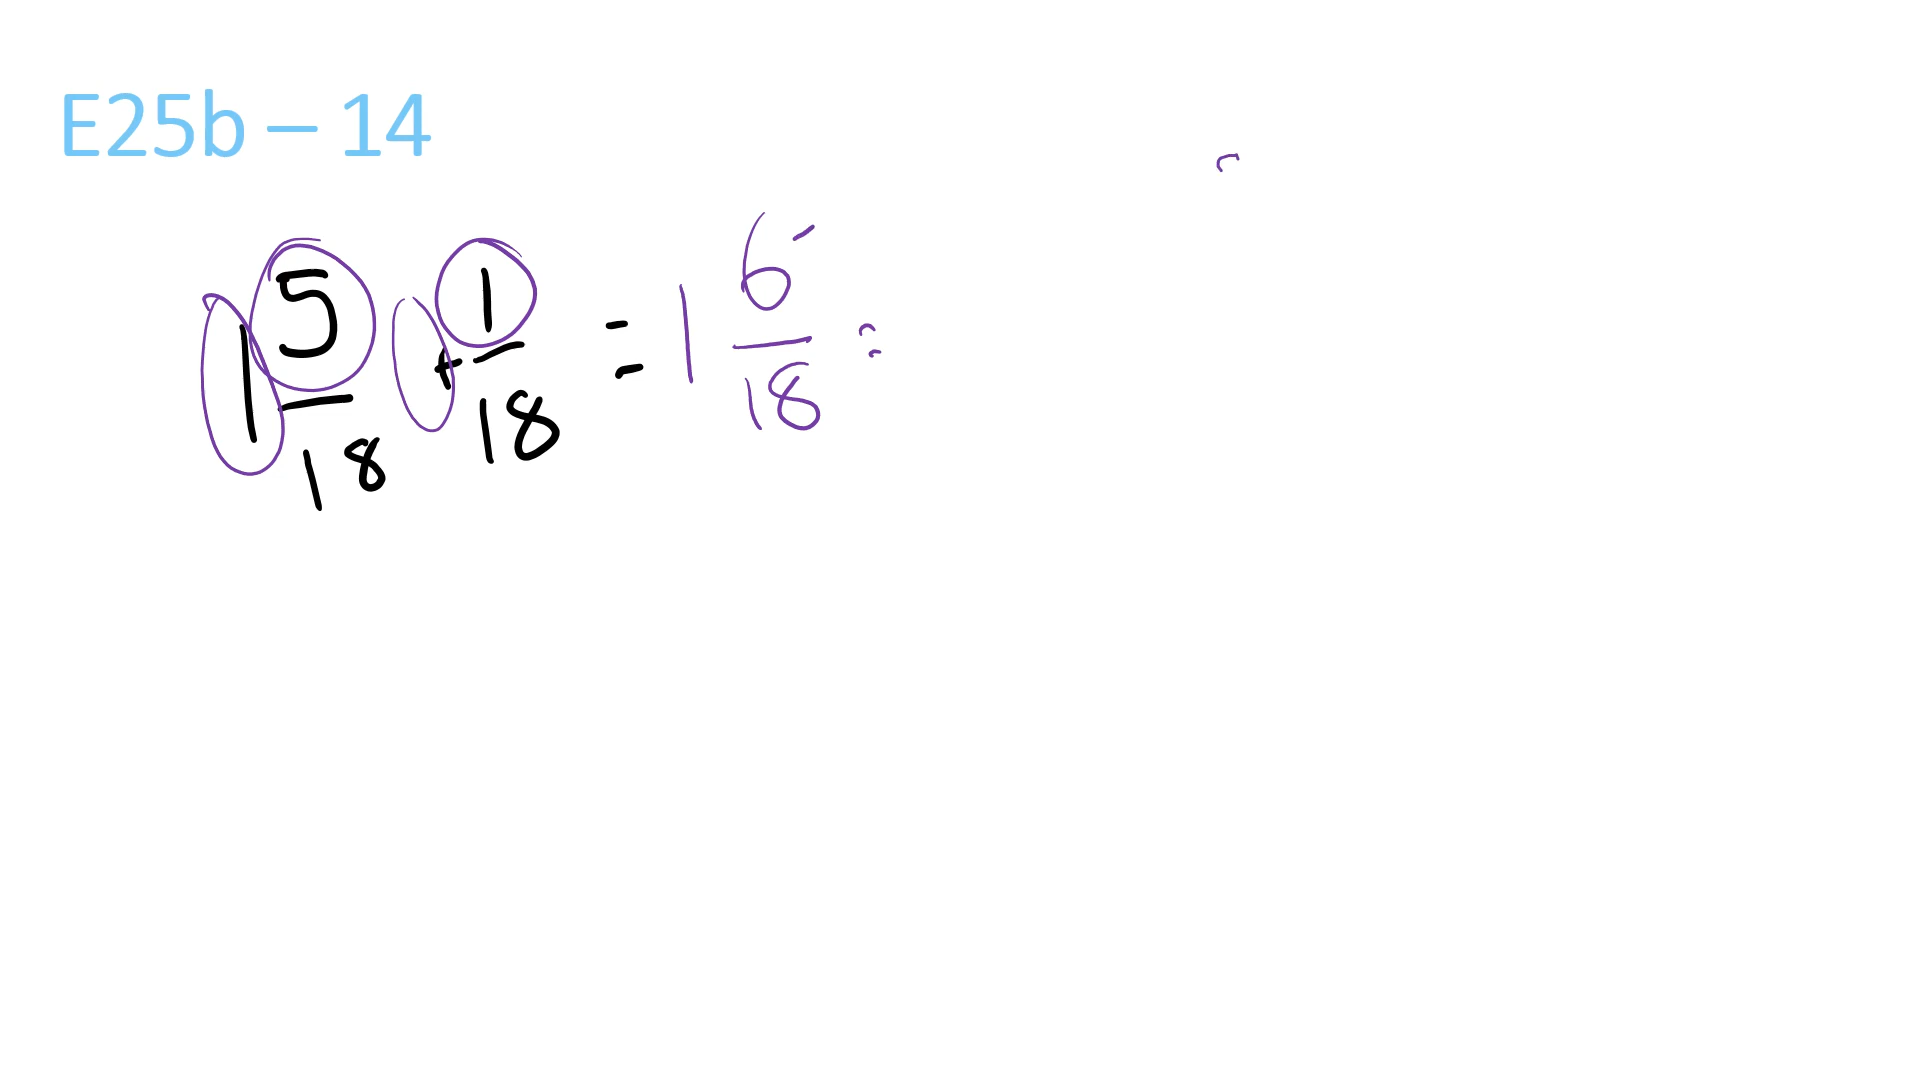 E25b – 14
1 5/18 + 1/18 = 1 6/18 =